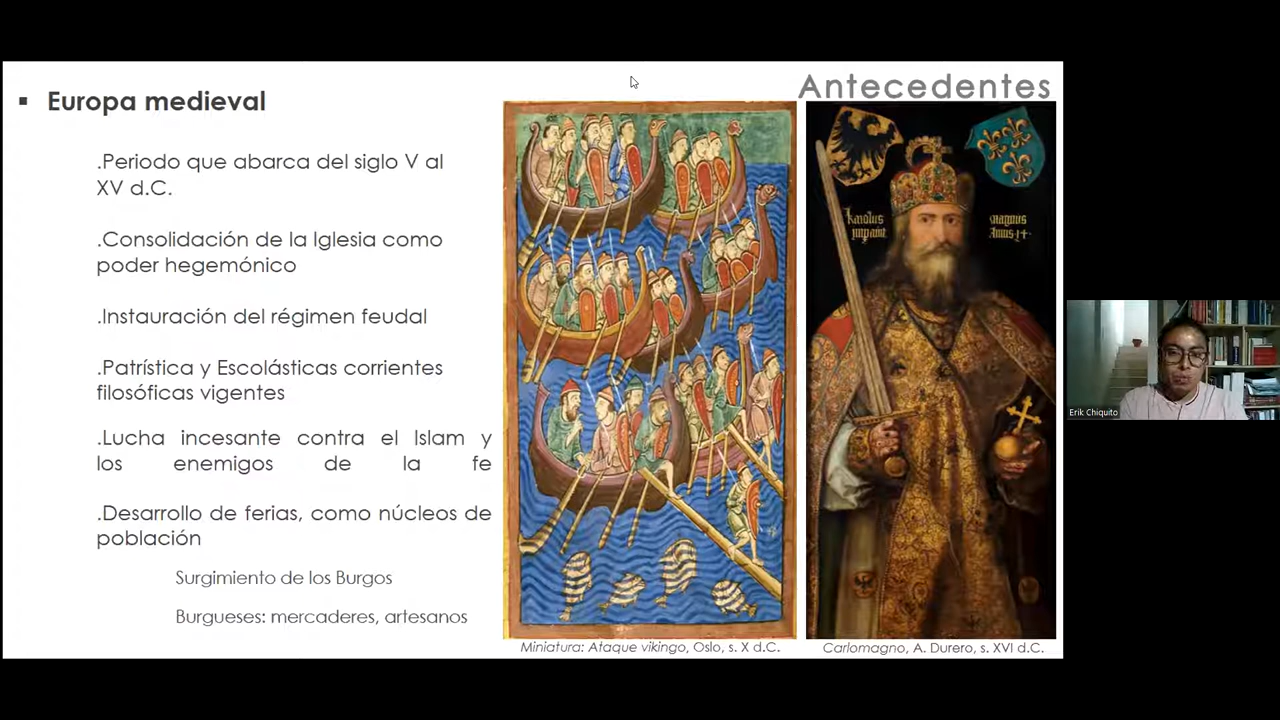 Antecedentes
▪ Europa medieval
.Periodo que abarca del siglo V al
XV d.C.
.Consolidación de la Iglesia como
poder hegemónico
.Instauración del régimen feudal
.Patrística y Escolásticas corrientes
filosóficas vigentes
.Lucha incesante contra el Islam y
los enemigos de la fe
.Desarrollo de ferias, como núcleos de
población
Surgimiento de los Burgos
Burgueses: mercaderes, artesanos
Miniatura: Ataque vikingo, Oslo, s. X d.C.
Carlomagno, A. Durero, s. XVI d.C.
Erik Chiquito